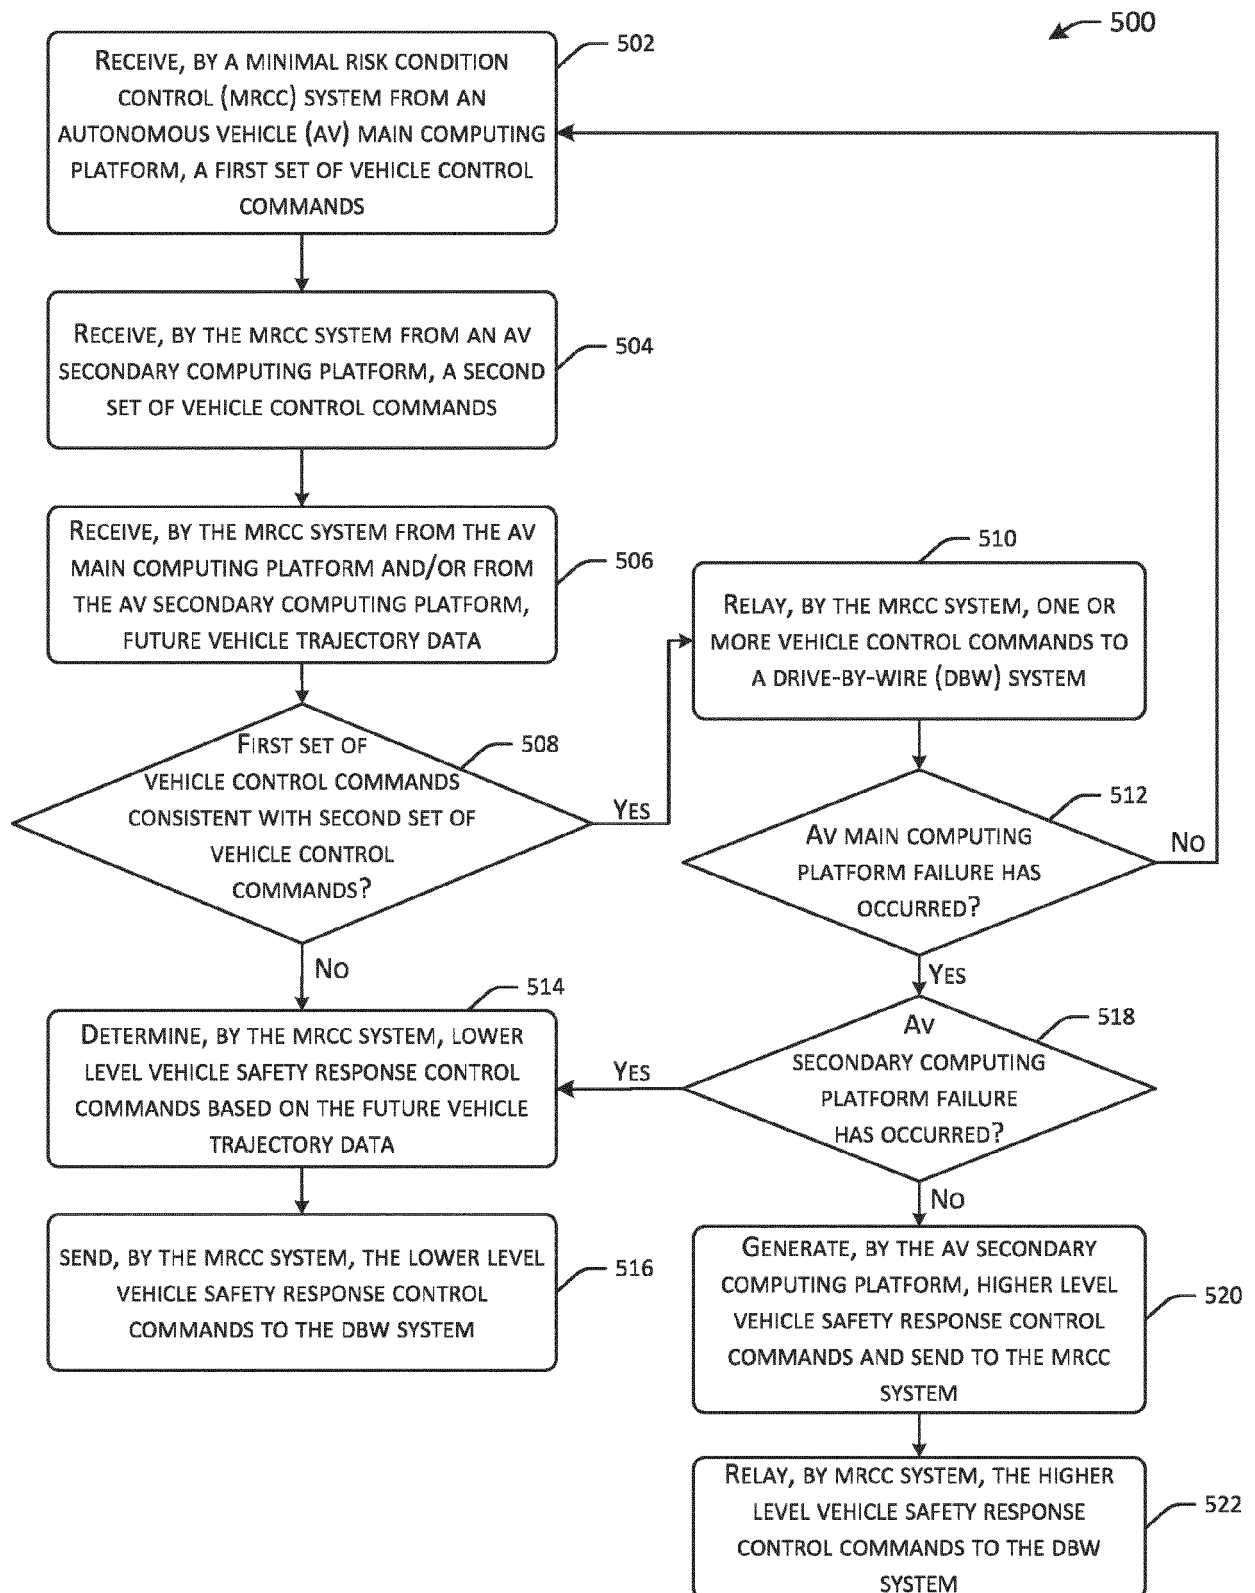 500
502
RECEIVE, BY A MINIMAL RISK CONDITION
CONTROL (MRCC) SYSTEM FROM AN
AUTONOMOUS VEHICLE (AV) MAIN COMPUTING
PLATFORM, A FIRST SET OF VEHICLE CONTROL
COMMANDS
504
RECEIVE, BY THE MRCC SYSTEM FROM AN AV
SECONDARY COMPUTING PLATFORM, A SECOND
SET OF VEHICLE CONTROL COMMANDS
506
RECEIVE, BY THE MRCC SYSTEM FROM THE AV
MAIN COMPUTING PLATFORM AND/OR FROM
THE AV SECONDARY COMPUTING PLATFORM,
FUTURE VEHICLE TRAJECTORY DATA
508
FIRST SET OF
VEHICLE CONTROL COMMANDS
CONSISTENT WITH SECOND SET OF
VEHICLE CONTROL
COMMANDS?
YES
NO
510
RELAY, BY THE MRCC SYSTEM, ONE OR
MORE VEHICLE CONTROL COMMANDS TO
A DRIVE-BY-WIRE (DBW) SYSTEM
512
AV MAIN COMPUTING
PLATFORM FAILURE HAS
OCCURRED?
NO
YES
514
DETERMINE, BY THE MRCC SYSTEM, LOWER
LEVEL VEHICLE SAFETY RESPONSE CONTROL
COMMANDS BASED ON THE FUTURE VEHICLE
TRAJECTORY DATA
516
SEND, BY THE MRCC SYSTEM, THE LOWER LEVEL
VEHICLE SAFETY RESPONSE CONTROL
COMMANDS TO THE DBW SYSTEM
518
AV
SECONDARY COMPUTING
PLATFORM FAILURE
HAS OCCURRED?
YES
NO
520
GENERATE, BY THE AV SECONDARY
COMPUTING PLATFORM, HIGHER LEVEL
VEHICLE SAFETY RESPONSE CONTROL
COMMANDS AND SEND TO THE MRCC
SYSTEM
522
RELAY, BY MRCC SYSTEM, THE HIGHER
LEVEL VEHICLE SAFETY RESPONSE
CONTROL COMMANDS TO THE DBW
SYSTEM